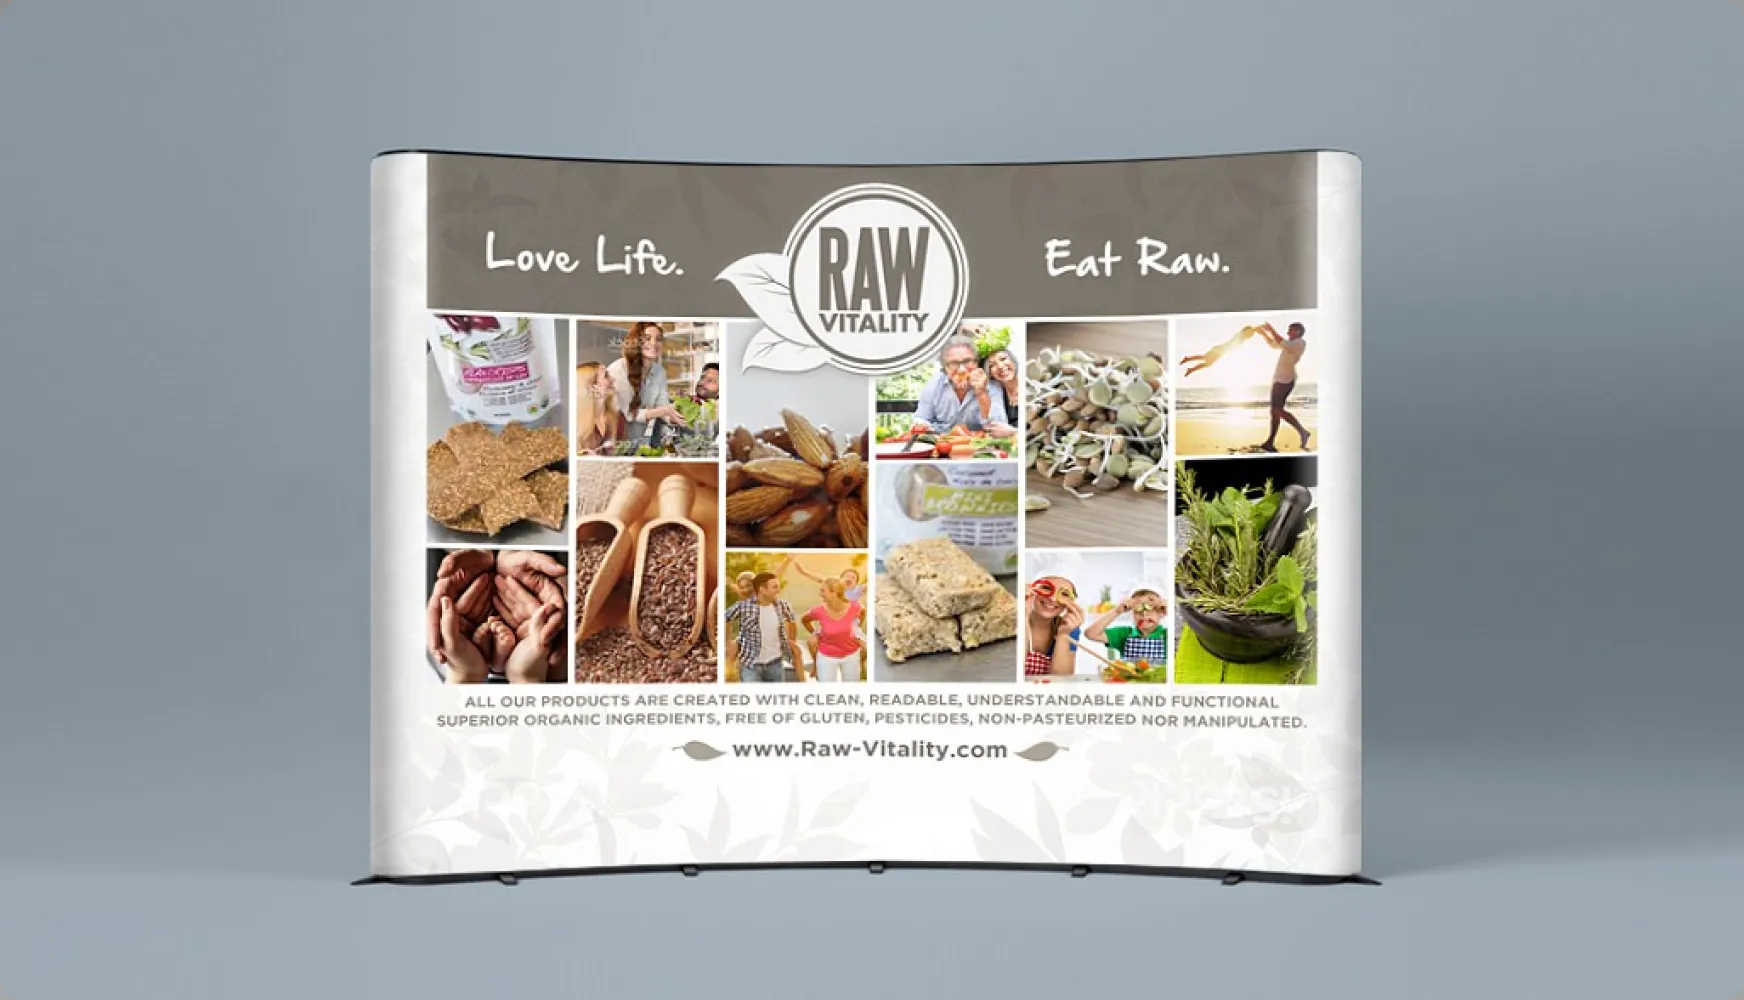 Love Life.
RAW
VITALITY
Eat Raw.
ALL OUR PRODUCTS ARE CREATED WITH CLEAN, READABLE, UNDERSTANDABLE AND FUNCTIONAL
SUPERIOR ORGANIC INGREDIENTS, FREE OF GLUTEN, PESTICIDES, NON-PASTEURIZED NOR MANIPULATED.
www.Raw-Vitality.com